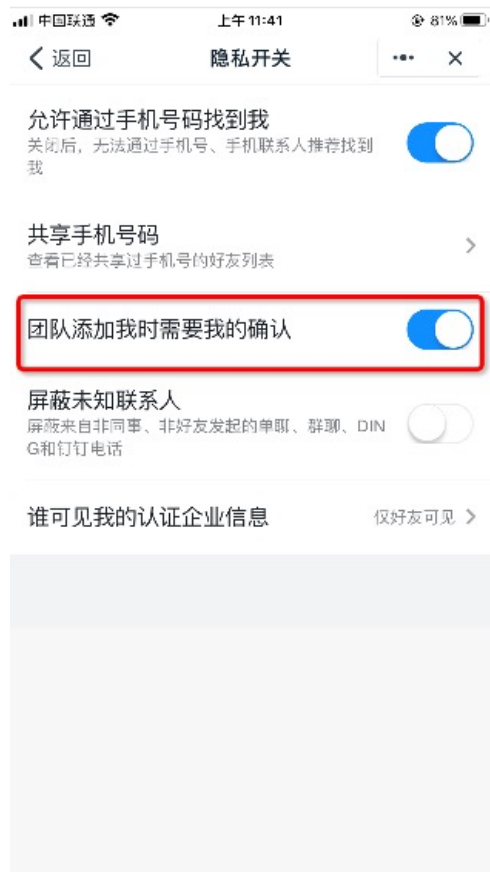 中国联通 上午11:41 81%
返回 隐私开关
允许通过手机号码找到我
关闭后，无法通过手机号、手机联系人推荐找到
我
共享手机号码
查看已经共享过手机号的好友列表
团队添加我时需要我的确认
屏蔽未知联系人
屏蔽来自非同事、非好友发起的单聊、群聊、DIN
G和钉钉电话
谁可见我的认证企业信息 仅好友可见